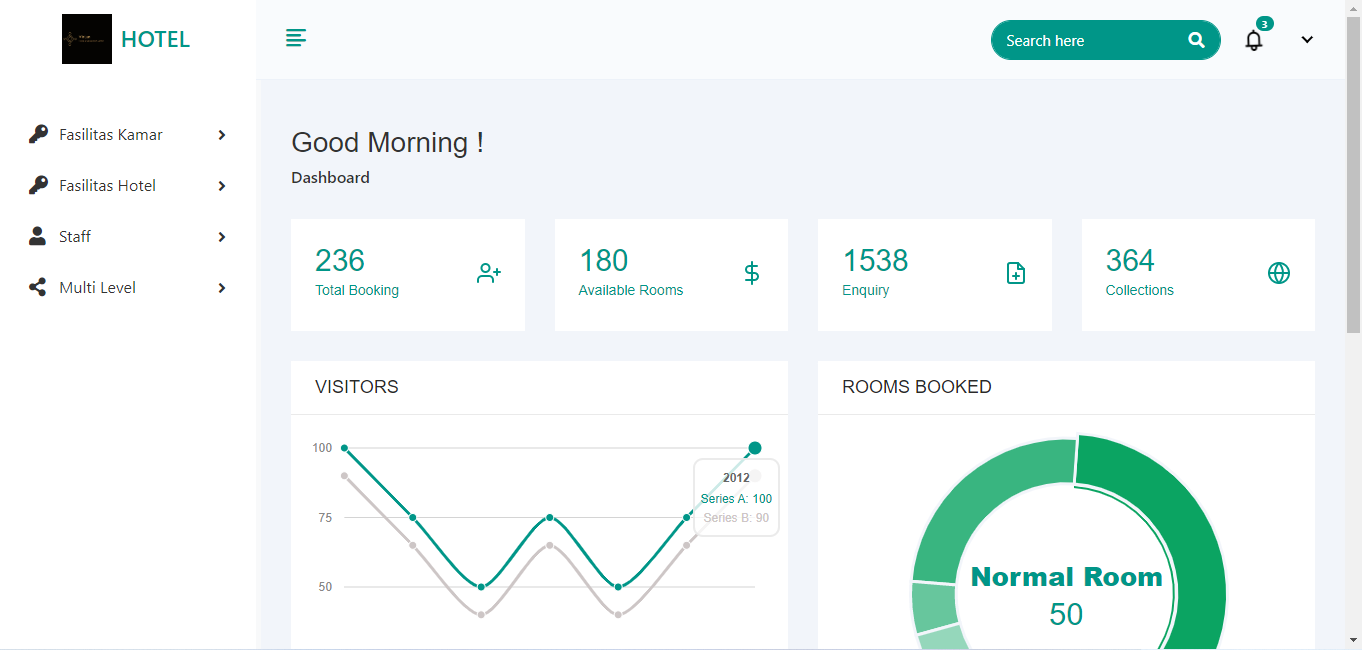 HOTEL
Search here
3
Fasilitas Kamar
Fasilitas Hotel
Staff
Multi Level
Good Morning !
Dashboard
236
Total Booking
180
Available Rooms
1538
Enquiry
364
Collections
VISITORS
100
75
50
2012
Series A: 100
Series B: 90
ROOMS BOOKED
Normal Room
50